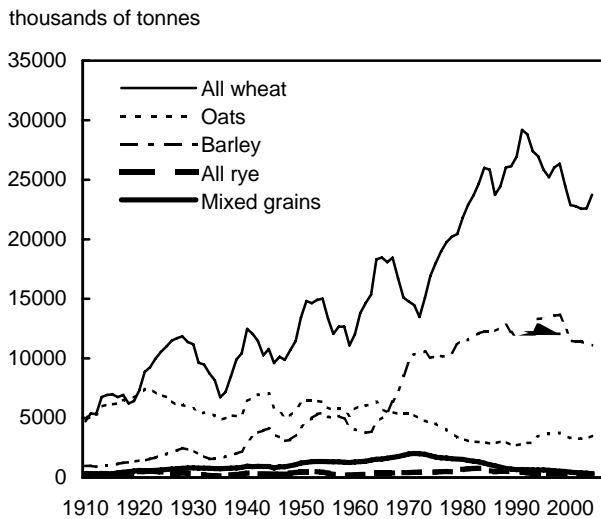 thousands of tonnes
35000
30000
25000
20000
15000
10000
5000
0
All wheat
Oats
Barley
All rye
Mixed grains
1910 1920 1930 1940 1950 1960 1970 1980 1990 2000